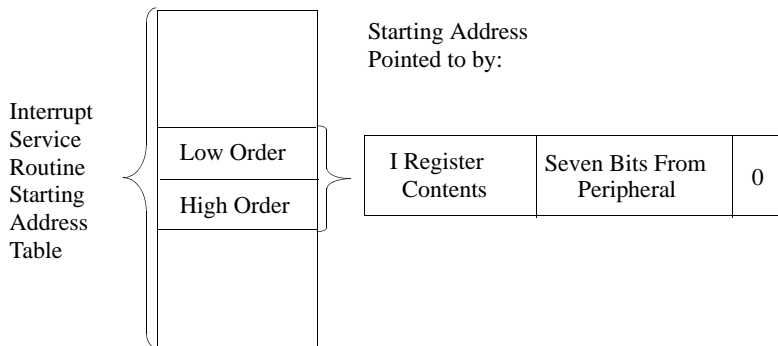 Starting Address
Pointed to by:
Interrupt
Service
Routine
Starting
Address
Table
Low Order
High Order
I Register
Contents
Seven Bits From
Peripheral
0